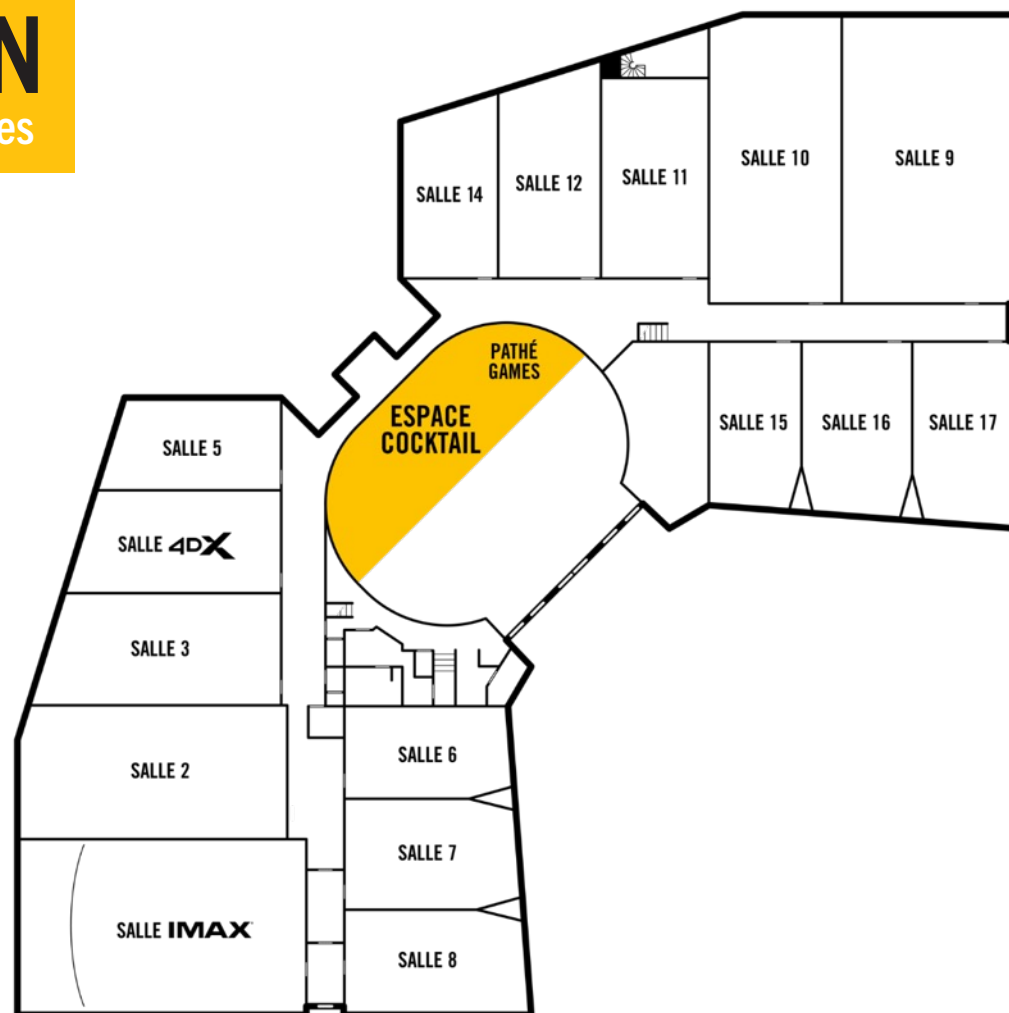 N
es
SALLE 14
SALLE 12
SALLE 11
SALLE 10
SALLE 9
PATHÉ
GAMES
ESPACE
COCKTAIL
SALLE 15
SALLE 16
SALLE 17
SALLE 5
SALLE 4DX
SALLE 3
SALLE 2
SALLE IMAX
SALLE 6
SALLE 7
SALLE 8